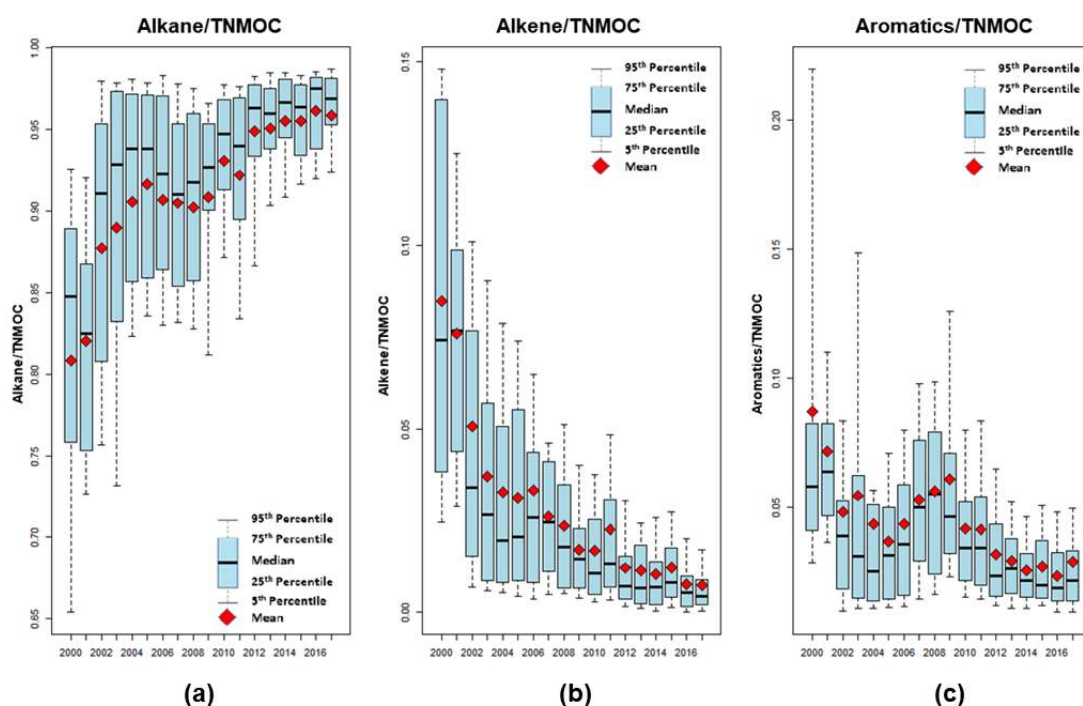 Alkane/TNMOC
Alkane/TNMOC
1.00
0.95
0.90
0.85
0.80
0.75
0.70
0.65
95th Percentile
75th Percentile
Median
25th Percentile
5th Percentile
Mean
2000 2002 2004 2006 2008 2010 2012 2014 2016
(a)
Alkene/TNMOC
Alkene/TNMOC
0.15
0.10
0.05
0.00
95th Percentile
75th Percentile
Median
25th Percentile
5th Percentile
Mean
2000 2002 2004 2006 2008 2010 2012 2014 2016
(b)
Aromatics/TNMOC
Aromatics/TNMOC
0.20
0.15
0.10
0.05
95th Percentile
75th Percentile
Median
25th Percentile
5th Percentile
Mean
2000 2002 2004 2006 2008 2010 2012 2014 2016
(c)